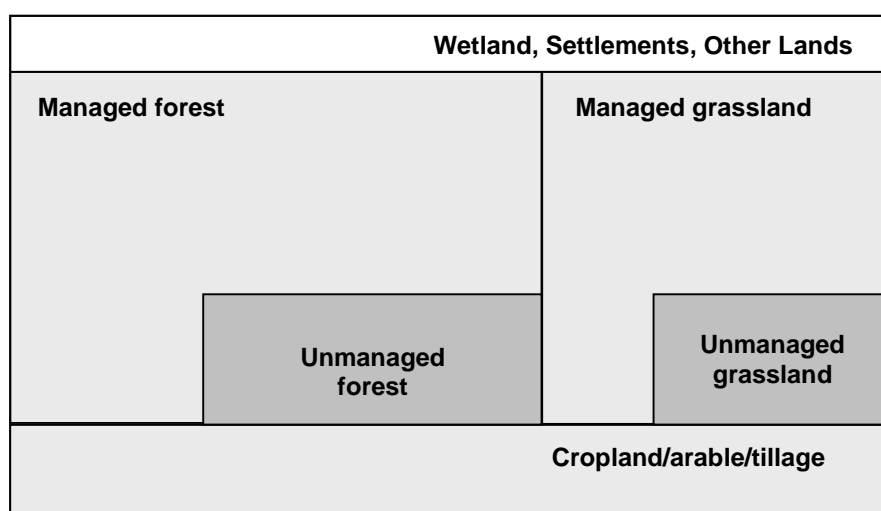 Wetland, Settlements, Other Lands
Managed forest
Managed grassland
Unmanaged
forest
Unmanaged
grassland
Cropland/arable/tillage